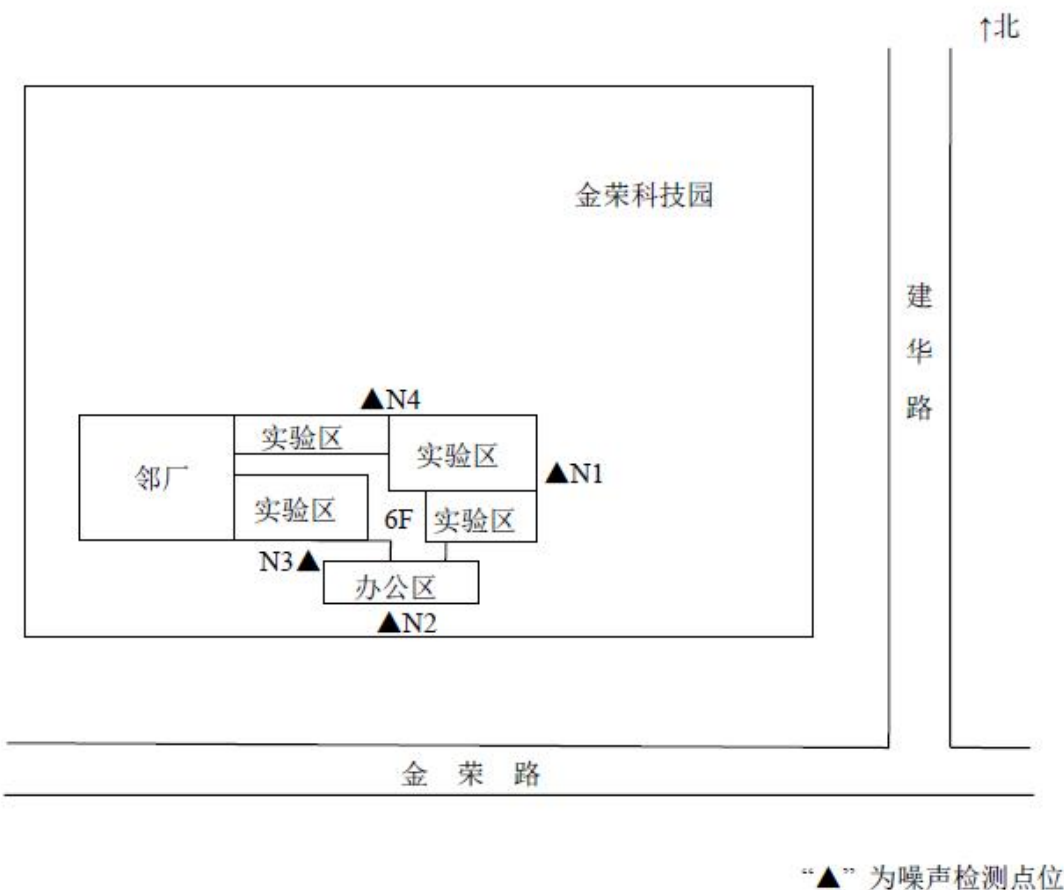 ↑北
金荣科技园
建华路
▲N4
实验区
实验区
邻厂
▲N1
实验区
6F
实验区
N3▲
办公区
▲N2
金荣路
“▲” 为噪声检测点位